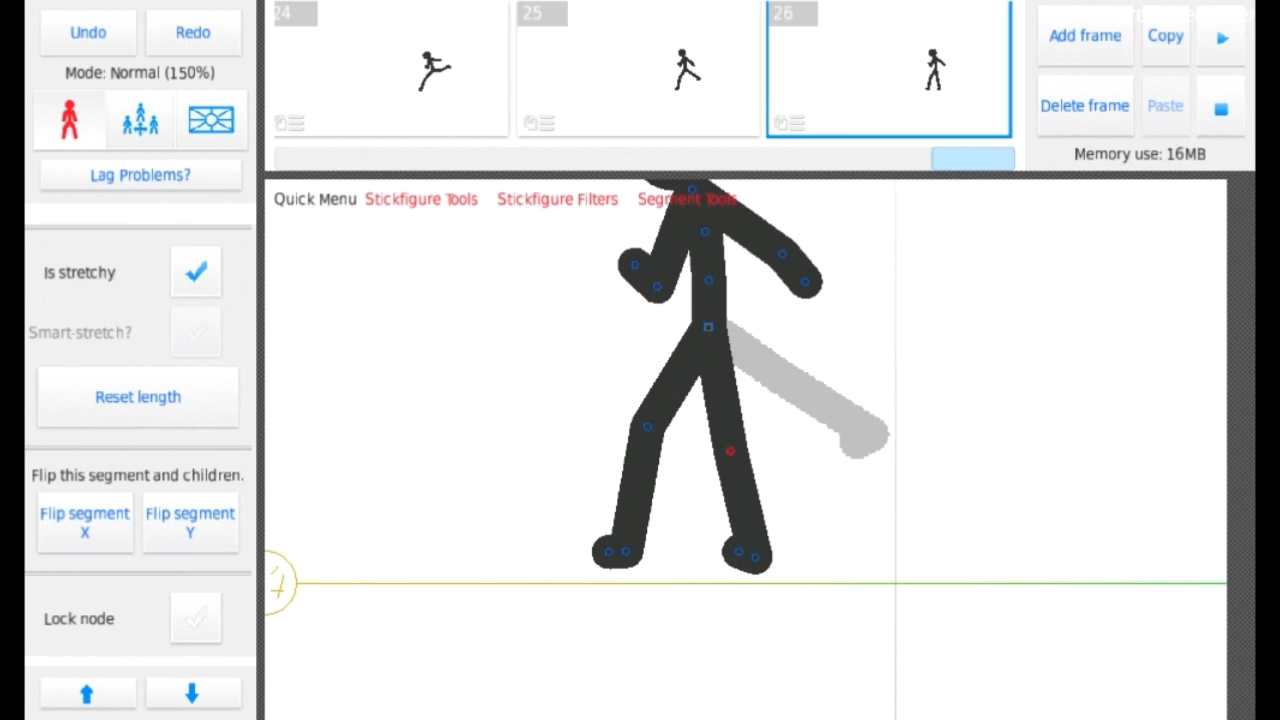 Undo
Redo
Mode: Normal (150%)
Lag Problems?
Is stretchy
Smart-stretch?
Reset length
Flip this segment and children.
Flip segment X
Flip segment Y
Lock node
24
25
26
Add frame
Copy
Delete frame
Paste
Memory use: 16MB
Quick Menu Stickfigure Tools Stickfigure Filters Segment Tools